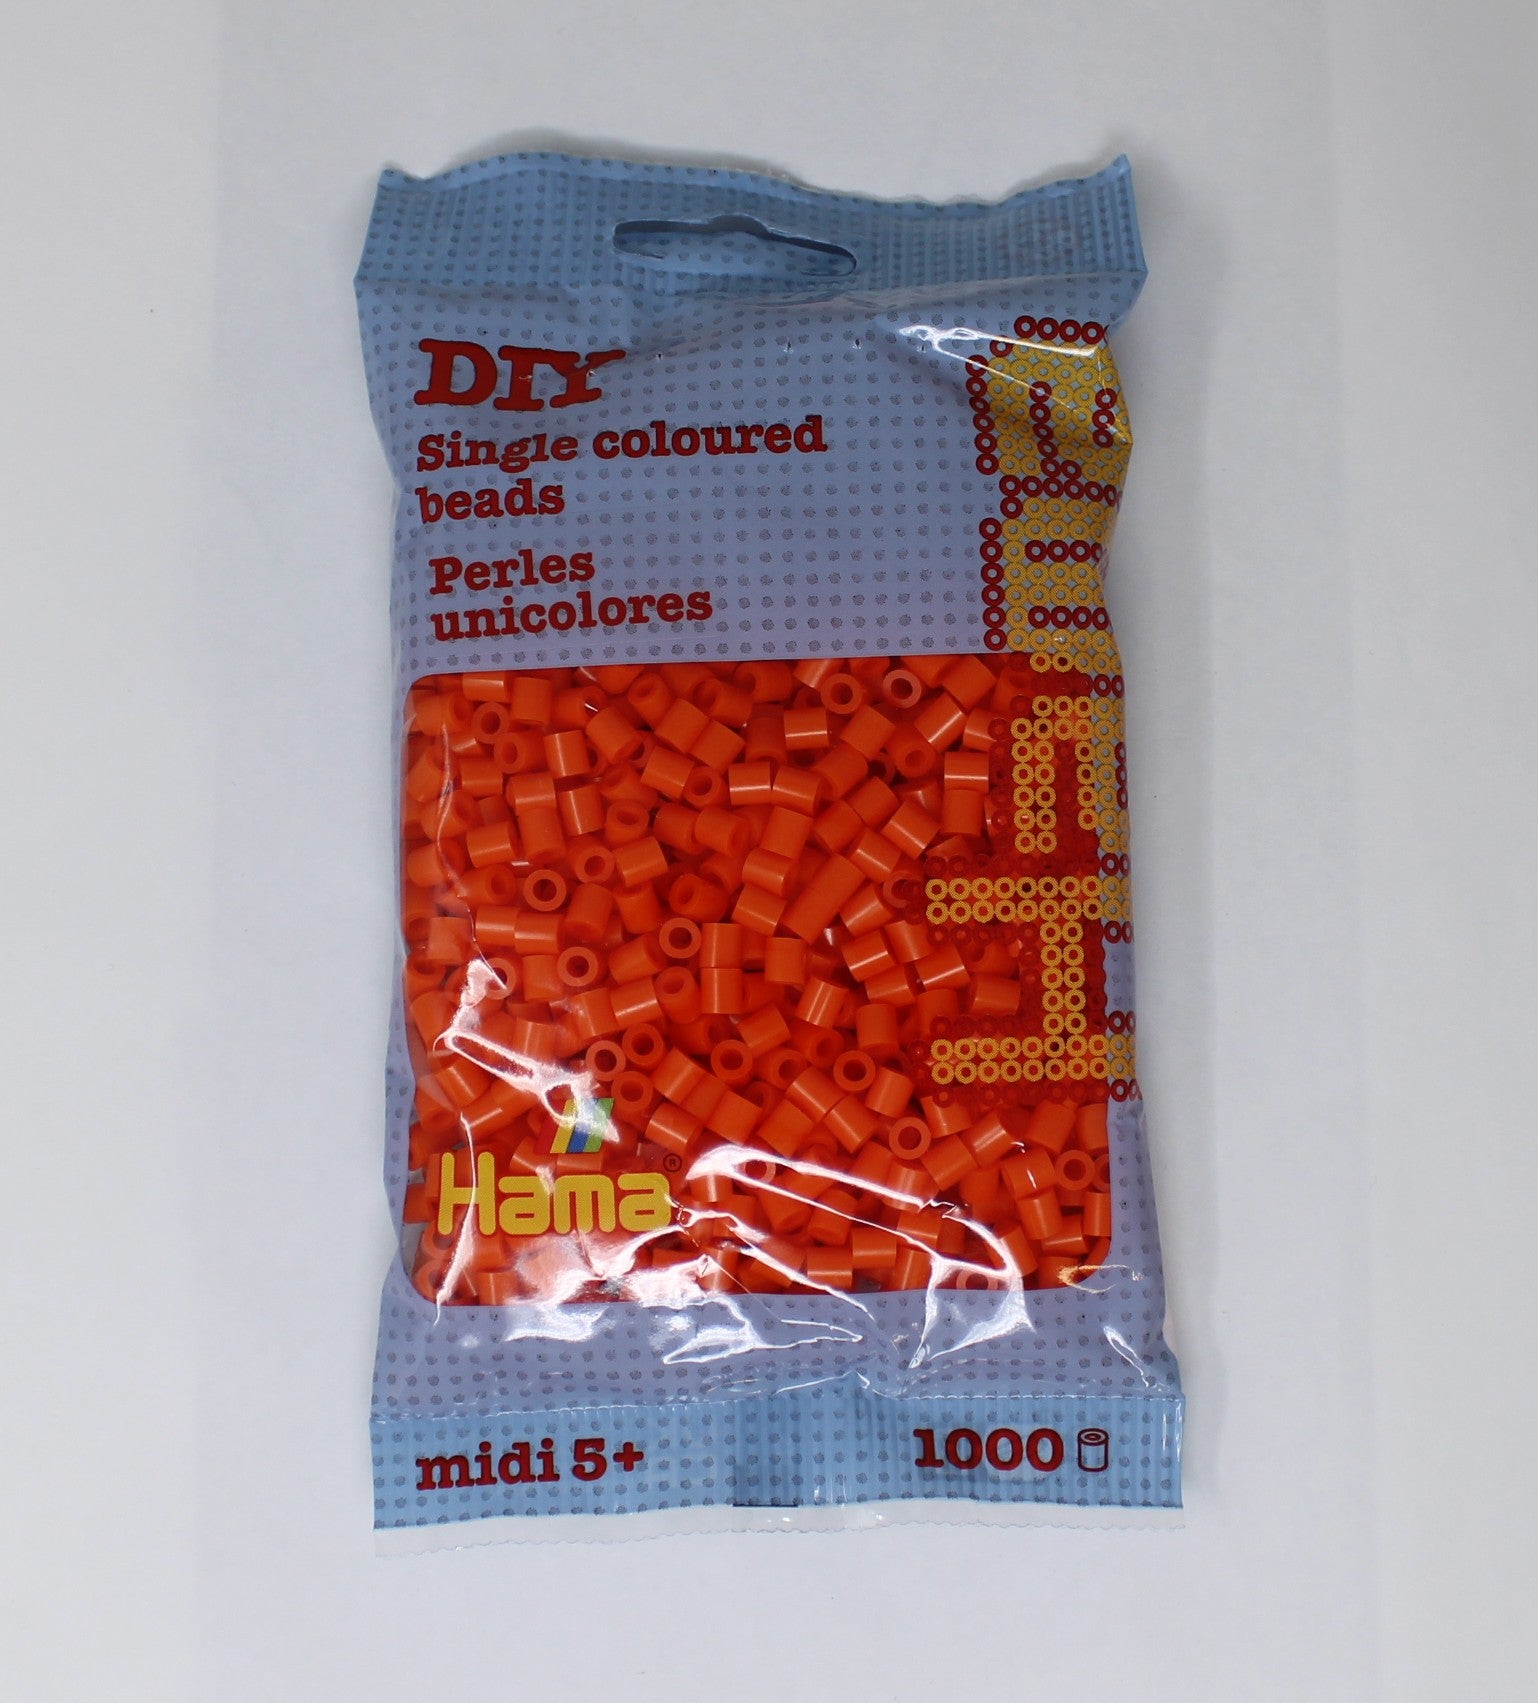 DIY
Single coloured
beads
Perles
unicolores
Hama®
midi 5+
1000